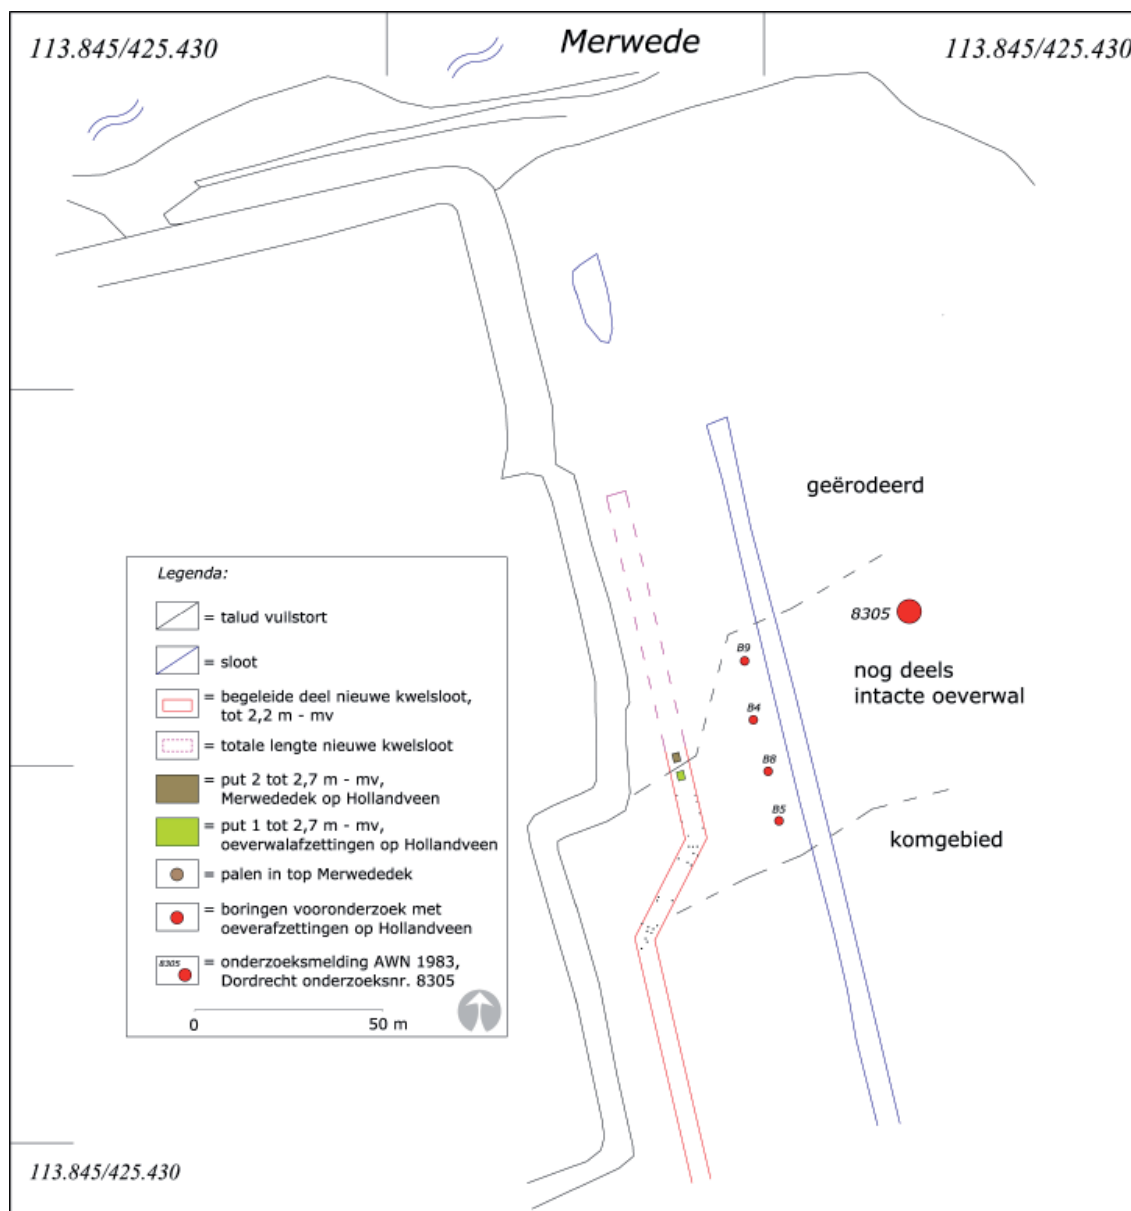 113.845/425.430
Merwede
113.845/425.430
geërodeerd
8305
B9
nog deels
intacte oeverwal
B4
B8
B5
komgebied
Legenda:
= talud vuilstort
= sloot
= begeleide deel nieuwe kwelsloot,
tot 2,2 m - mv
= totale lengte nieuwe kwelsloot
= put 2 tot 2,7 m - mv,
Merwededek op Hollandveen
= put 1 tot 2,7 m - mv,
oeverwalafzettingen op Hollandveen
= palen in top Merwededek
= boringen vooronderzoek met
oeverafzettingen op Hollandveen
8305
= onderzoeksmelding AWN 1983,
Dordrecht onderzoeksnr. 8305
0 50 m
113.845/425.430